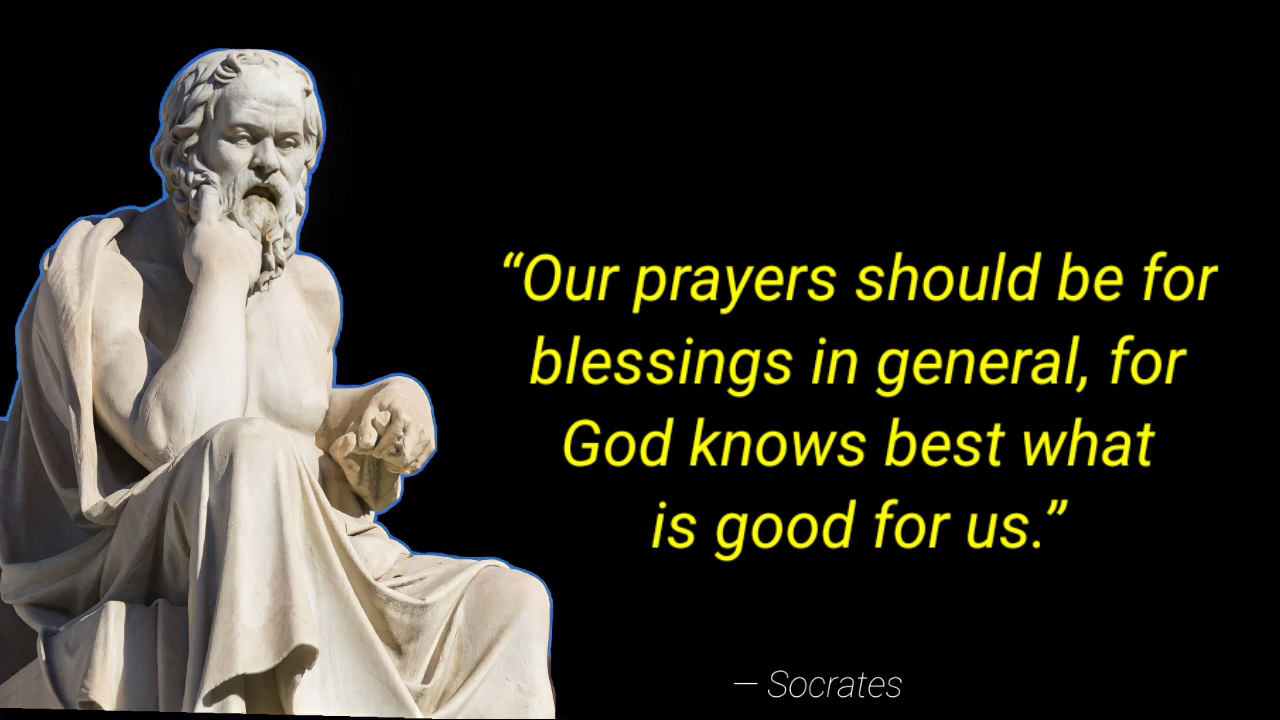 “Our prayers should be for
blessings in general, for
God knows best what
is good for us.”
— Socrates